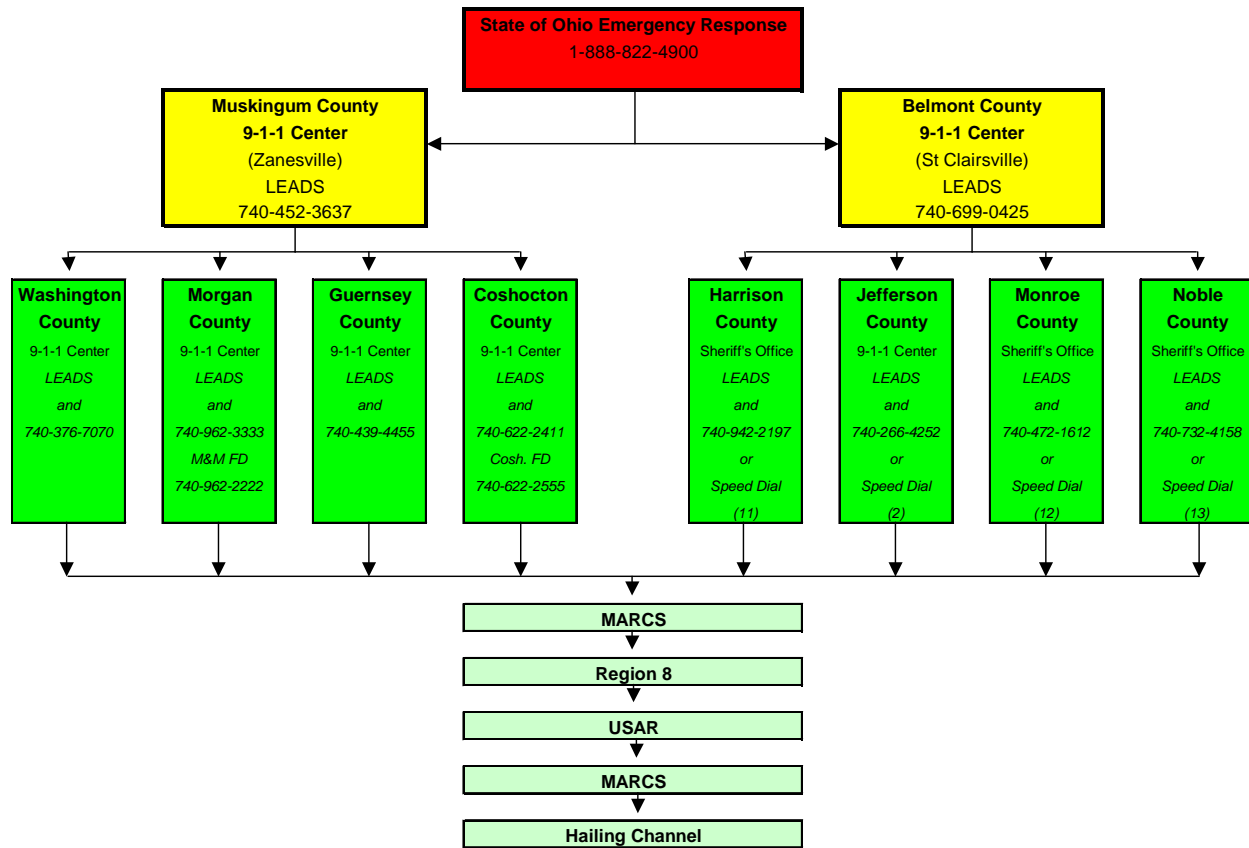 State of Ohio Emergency Response
1-888-822-4900
Muskingum County
9-1-1 Center
(Zanesville)
LEADS
740-452-3637
Belmont County
9-1-1 Center
(St Clairsville)
LEADS
740-699-0425
Washington
County
9-1-1 Center
LEADS
and
740-376-7070
Morgan
County
9-1-1 Center
LEADS
and
740-962-3333
M&M FD
740-962-2222
Guernsey
County
9-1-1 Center
LEADS
and
740-439-4455
Coshocton
County
9-1-1 Center
LEADS
and
740-622-2411
Cosh. FD
740-622-2555
Harrison
County
Sheriff's Office
LEADS
and
740-942-2197
or
Speed Dial
(11)
Jefferson
County
9-1-1 Center
LEADS
and
740-266-4252
or
Speed Dial
(2)
Monroe
County
Sheriff's Office
LEADS
and
740-472-1612
or
Speed Dial
(12)
Noble
County
Sheriff's Office
LEADS
and
740-732-4158
or
Speed Dial
(13)
MARCS
Region 8
USAR
MARCS
Hailing Channel